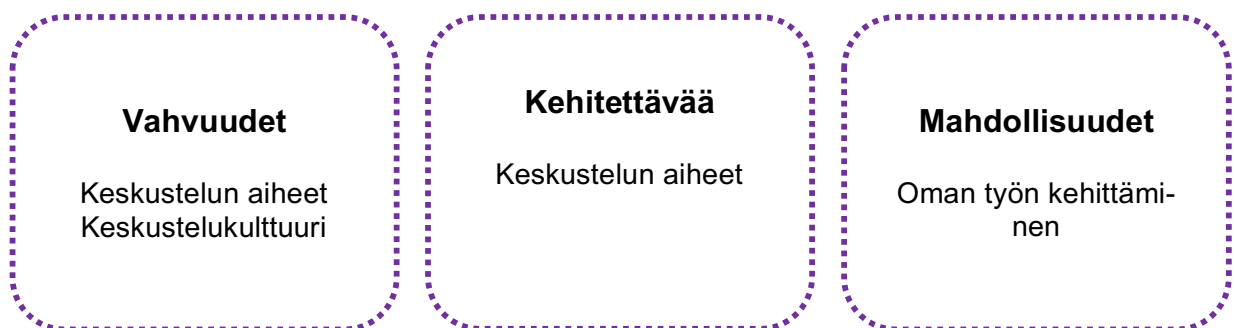 Vahvuudet
Keskustelun aiheet
Keskustelukulttuuri
Kehitettävää
Keskustelun aiheet
Mahdollisuudet
Oman työn kehittämi-
nen